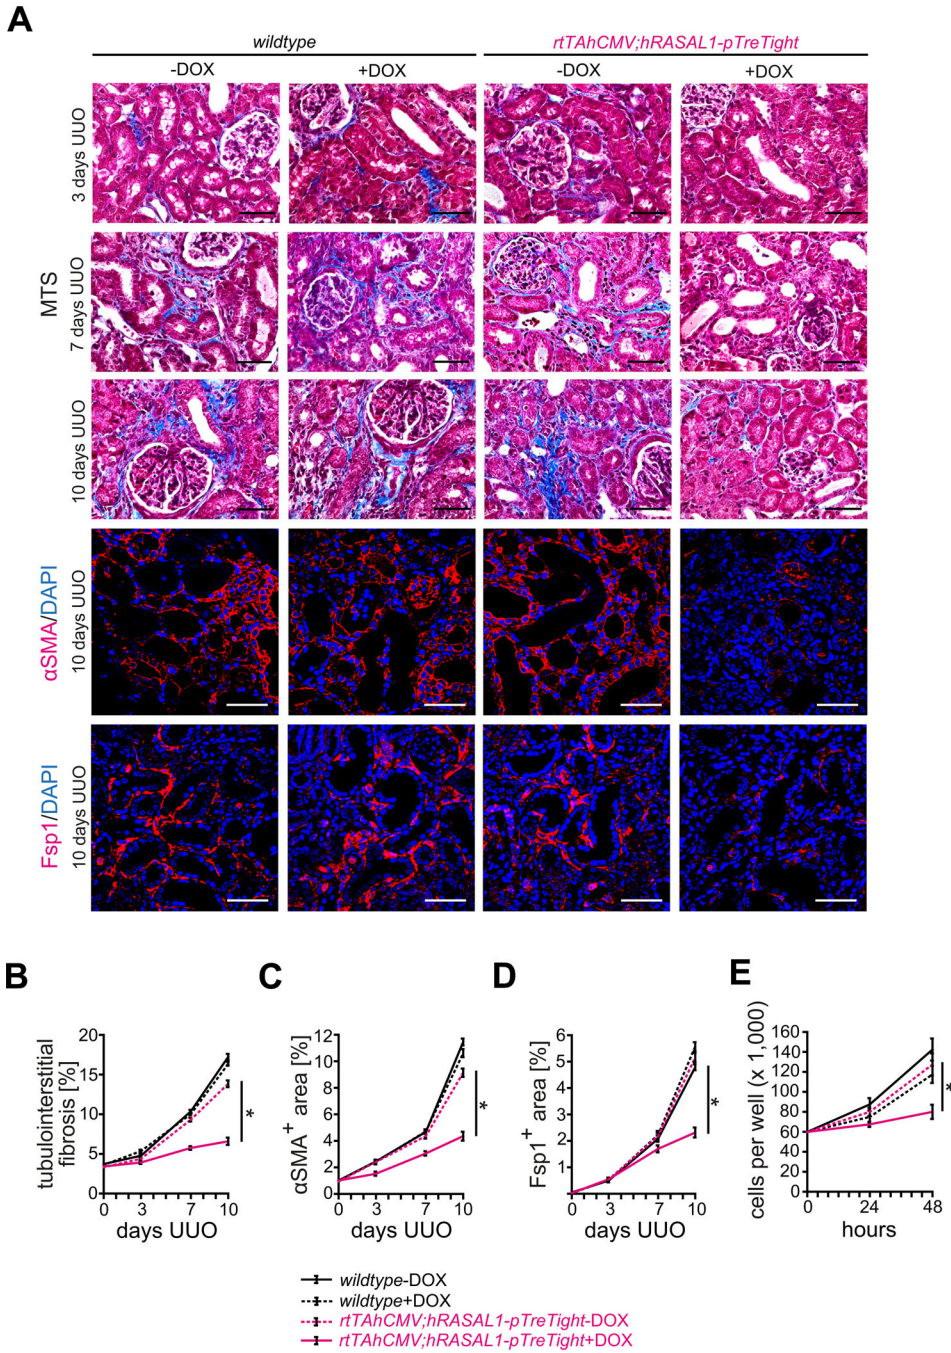 A
wildtype
rtTAhCMV;hRASAL1-pTreTight
-DOX
+DOX
-DOX
+DOX
MTS
3 days UUO
7 days UUO
10 days UUO
αSMA/DAPI
10 days UUO
Fsp1/DAPI
10 days UUO
B
tubulointerstitial
fibrosis [%]
20
15
10
5
0
0 3 7 10
days UUO
*
C
αSMA+ area [%]
12
10
8
6
4
2
0
0 3 7 10
days UUO
*
D
Fsp1+ area [%]
6
5
4
3
2
1
0 3 7 10
days UUO
*
E
cells per well (x 1,000)
160
140
120
100
80
60
40
20
0
0 24 48
hours
*
wildtype-DOX
wildtype+DOX
rtTAhCMV;hRASAL1-pTreTight-DOX
rtTAhCMV;hRASAL1-pTreTight+DOX